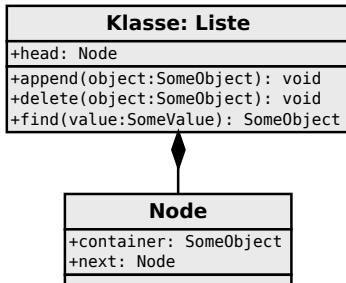 Klasse: Liste
+head: Node
+append(object:SomeObject): void
+delete(object:SomeObject): void
+find(value:SomeValue): SomeObject
Node
+container: SomeObject
+next: Node